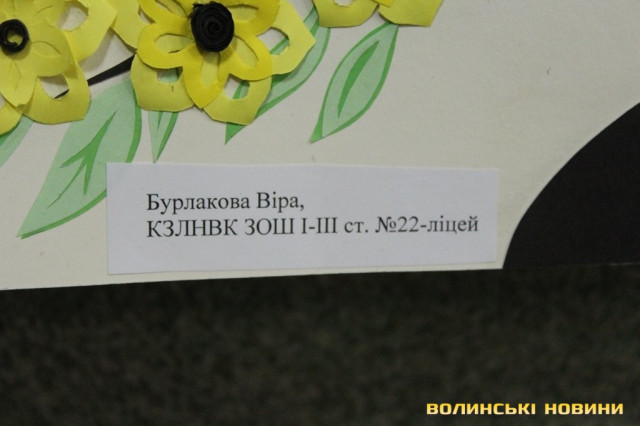 Бурлакова Віра,
КЗЛНВК ЗОШ І-ІІІ ст. №22-ліцей
ВОЛИНСЬКІ НОВИНИ